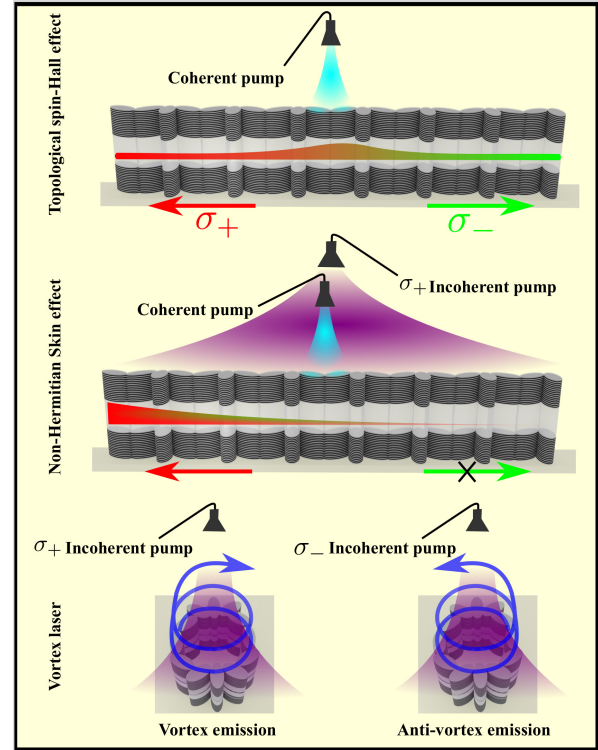 Topological spin-Hall effect
Coherent pump
σ+
σ−
Non-Hermitian Skin effect
Coherent pump
σ+ Incoherent pump
Vortex laser
σ+ Incoherent pump
σ− Incoherent pump
Vortex emission
Anti-vortex emission